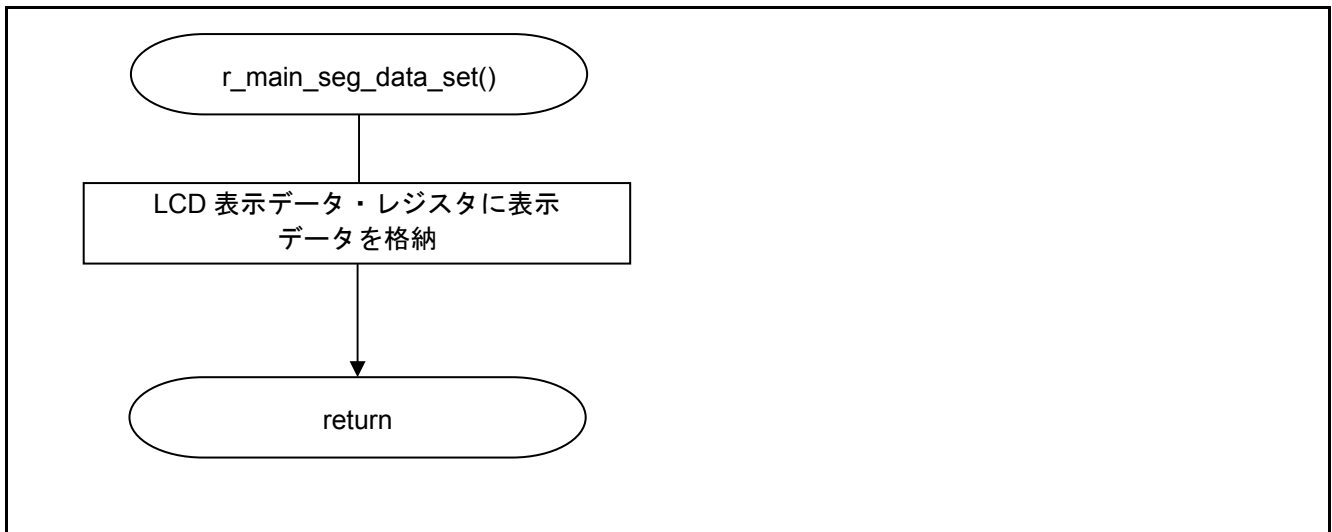 r_main_seg_data_set()
LCD 表示データ・レジスタに表示
データを格納
return